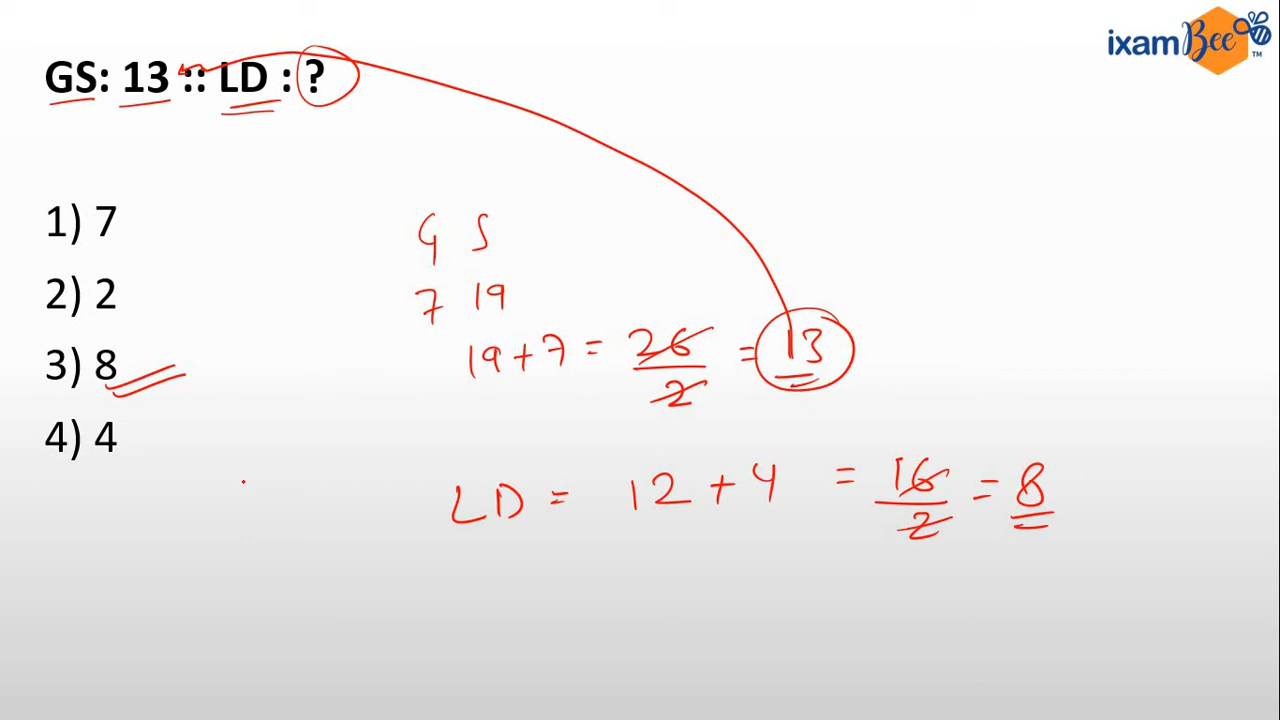 ixamBee
TM
GS: 13 :: LD : ?
1) 7
2) 2
3) 8
4) 4
G S
7 19
19 + 7 = 26/2 = 13
LD = 12 + 4 = 16/2 = 8